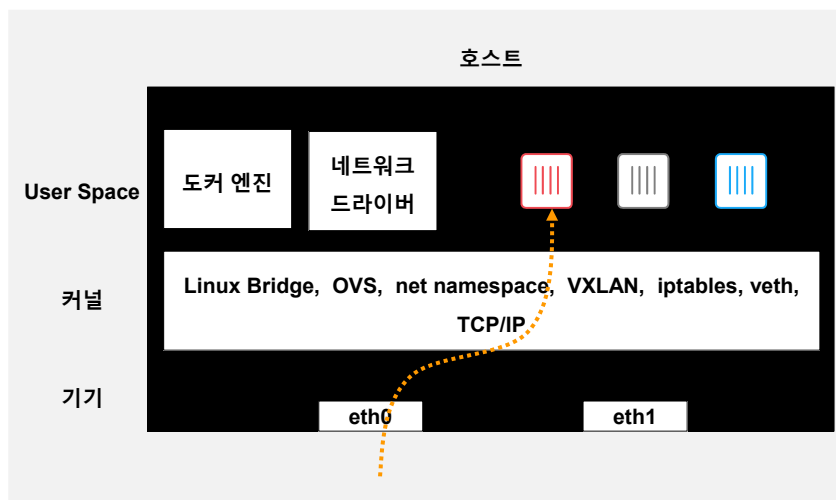 호스트
User Space
도커 엔진
네트워크
드라이버
커널
Linux Bridge, OVS, net namespace, VXLAN, iptables, veth,
TCP/IP
기기
eth0
eth1